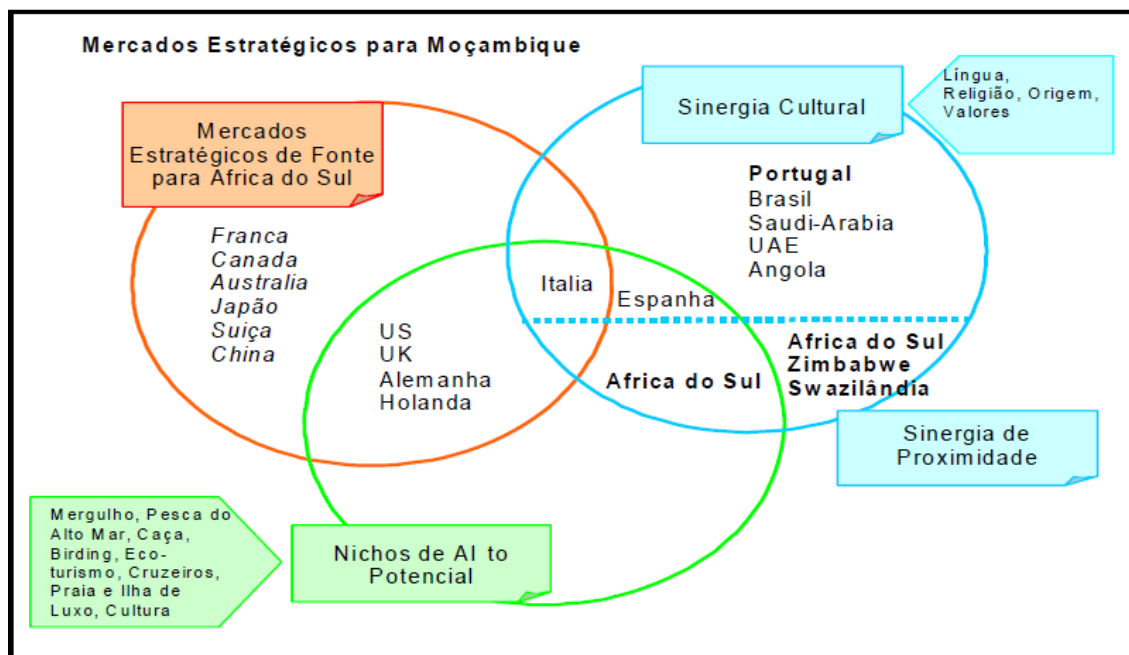 Mercados Estratégicos para Moçambique
Mercados
Estratégicos de Fonte
para Africa do Sul
Sinergia Cultural
Língua,
Religião, Origem,
Valores
Portugal
Brasil
Saudi-Arabia
UAE
Angola
Franca
Canada
Australia
Japão
Suiça
China
Italia
Espanha
US
UK
Alemanha
Holanda
Africa do Sul
Africa do Sul
Zimbabwe
Swazilândia
Sinergia de
Proximidade
Mergulho, Pesca do
Alto Mar, Caça,
Birding, Eco-
turismo, Cruzeiros,
Praia e Ilha de
Luxo, Cultura
Nichos de Al to
Potencial